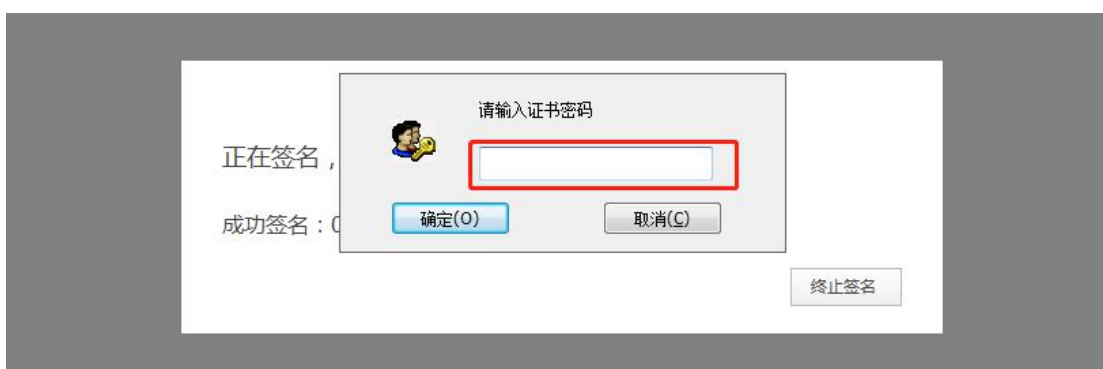 请输入证书密码
正在签名，
成功签名：0
确定(O)
取消(C)
终止签名